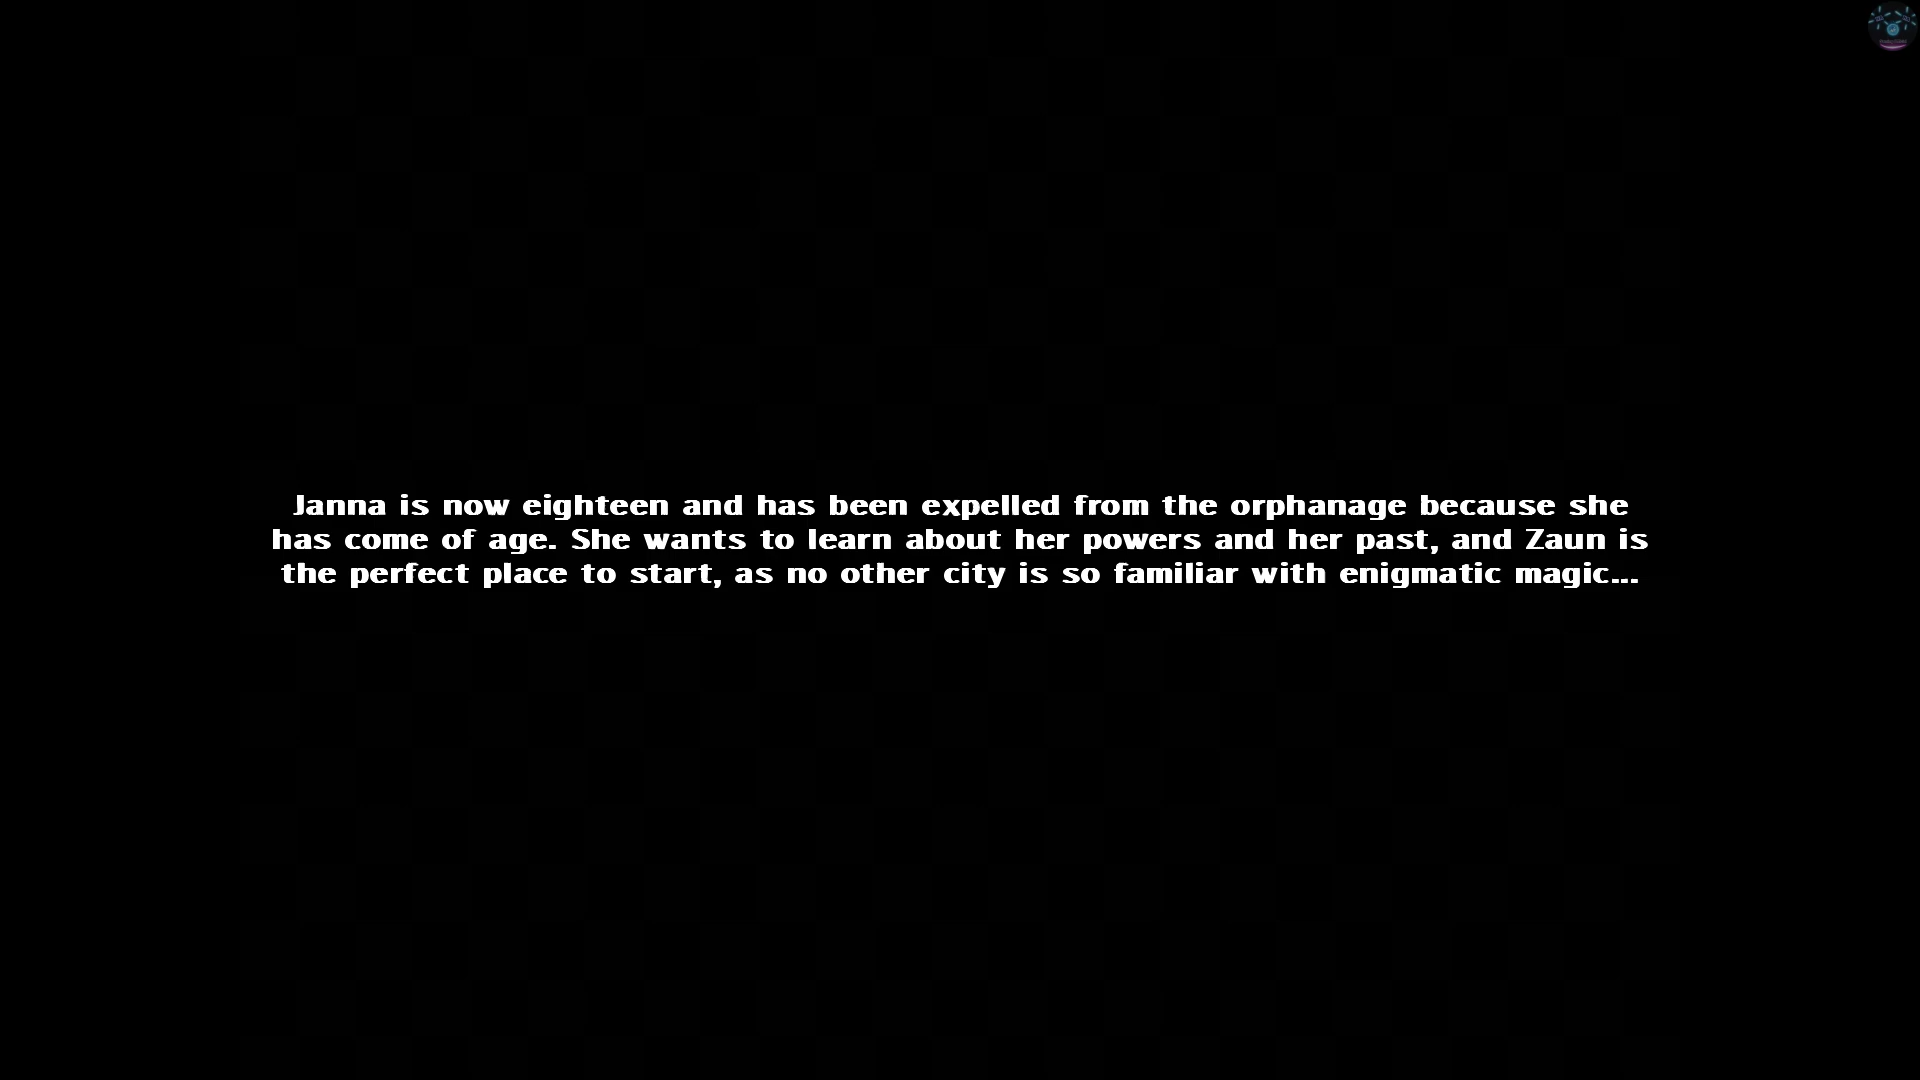 Janna is now eighteen and has been expelled from the orphanage because she
has come of age. She wants to learn about her powers and her past, and Zaun is
the perfect place to start, as no other city is so familiar with enigmatic magic...